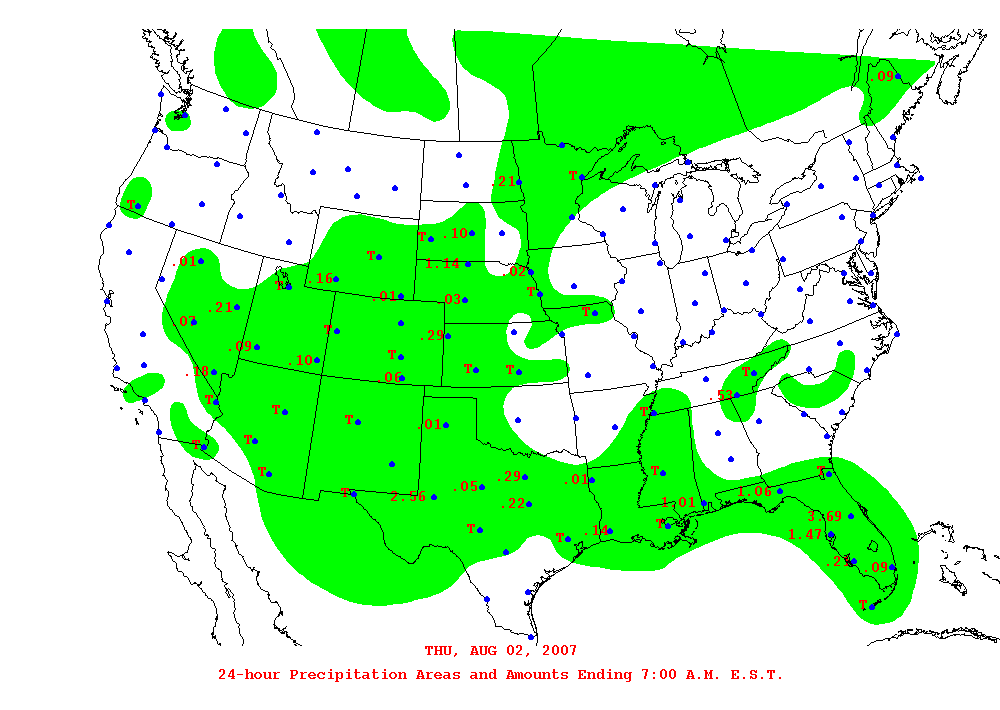 .09
.21
T
T
T .10
.01
T
1.14
.02
.16
T
.01
.03
T
.21
T
.07
T
.29
.09
T
.10
.18
T
T
T
.06
.53
T
T
T
T
.01
T
T
T
T
.29
.01
T
.05
T
2.56
.22
1.01
1.06
3.69
T
T
.14
1.47
T
.09
T
THU, AUG 02, 2007
24-hour Precipitation Areas and Amounts Ending 7:00 A.M. E.S.T.